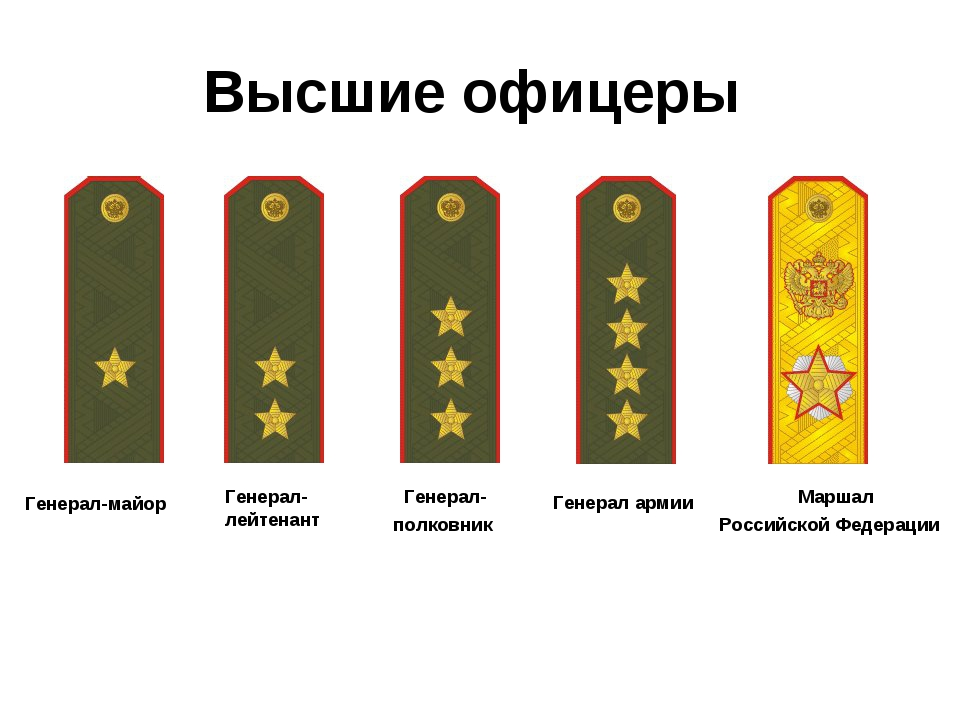 Высшие офицеры
Генерал-майор
Генерал-
лейтенант
Генерал-
полковник
Генерал армии
Маршал
Российской Федерации